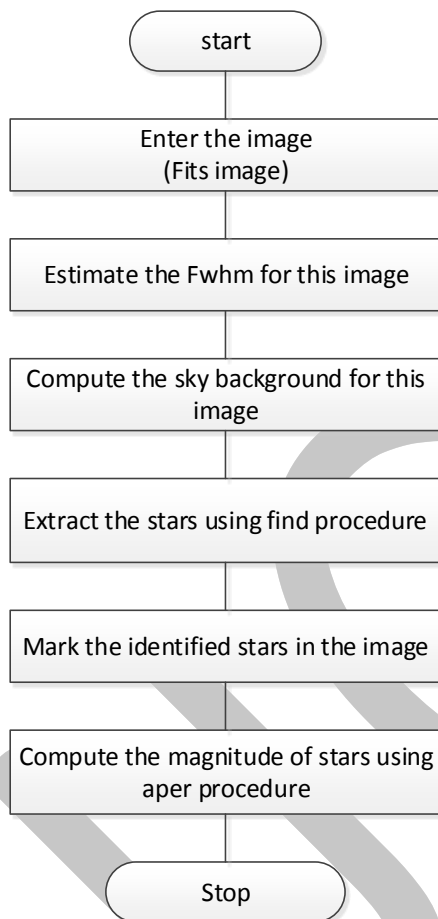 start
Enter the image
(Fits image)
Estimate the Fwhm for this image
Compute the sky background for this
image
Extract the stars using find procedure
Mark the identified stars in the image
Compute the magnitude of stars using
aper procedure
Stop